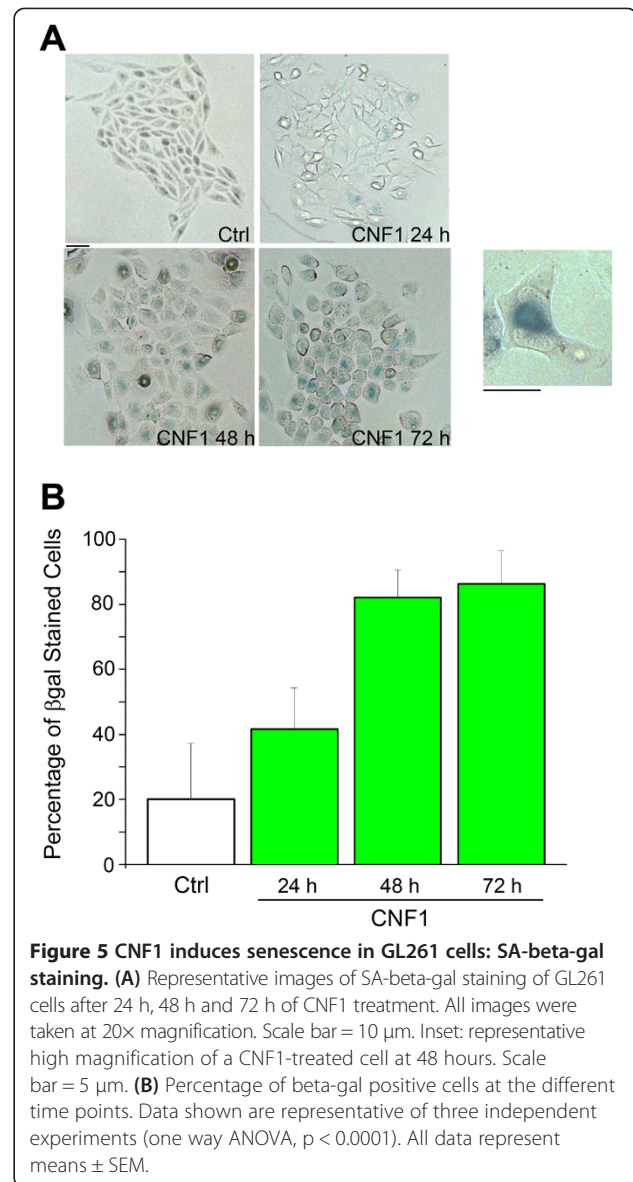 A
Ctrl
CNF1 24 h
CNF1 48 h
CNF1 72 h
B
Percentage of βgal Stained Cells
100
80
60
40
20
0
Ctrl
24 h
48 h
72 h
CNF1
Figure 5 CNF1 induces senescence in GL261 cells: SA-beta-gal
staining. (A) Representative images of SA-beta-gal staining of GL261
cells after 24 h, 48 h and 72 h of CNF1 treatment. All images were
taken at 20× magnification. Scale bar = 10 μm. Inset: representative
high magnification of a CNF1-treated cell at 48 hours. Scale
bar = 5 μm. (B) Percentage of beta-gal positive cells at the different
time points. Data shown are representative of three independent
experiments (one way ANOVA, p < 0.0001). All data represent
means ± SEM.